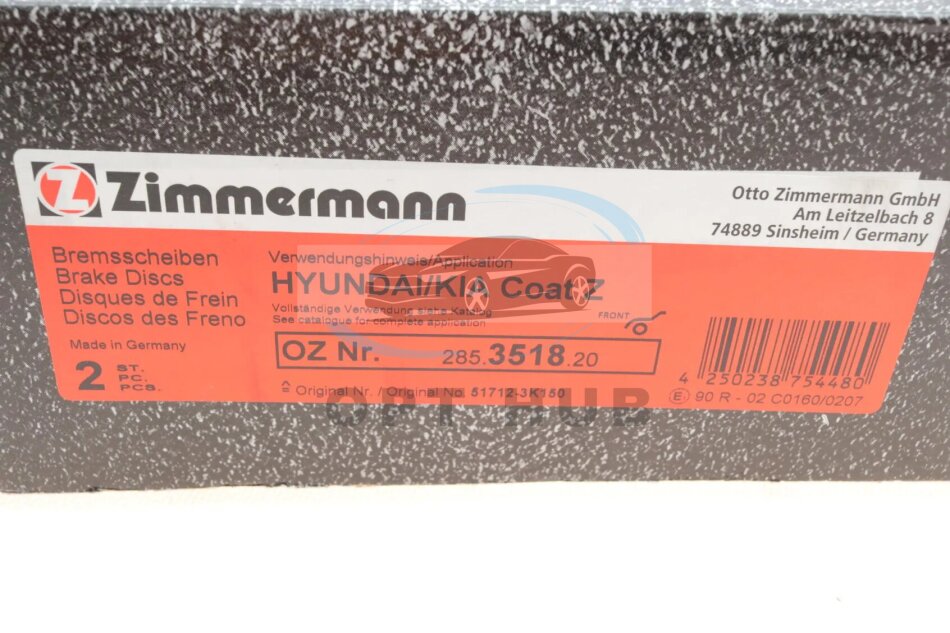 Z Zimmermann
Otto Zimmermann GmbH
Am Leitzelbach 8
74889 Sinsheim / Germany
Bremsscheiben
Brake Discs
Disques de Frein
Discos des Freno
Made in Germany
2 ST.
PC.
PCS.
Verwendungshinweise/Application
HYUNDAI/KIA Coat Z
Vollständige Verwendung siehe Katalog
See catalogue for complete application
FRONT
OZ Nr. 285.3518.20
≙ Original Nr. / Original No. 51712-3K150
4 250238 754480
E 90 R - 02 C0160/0207
OPT HUB